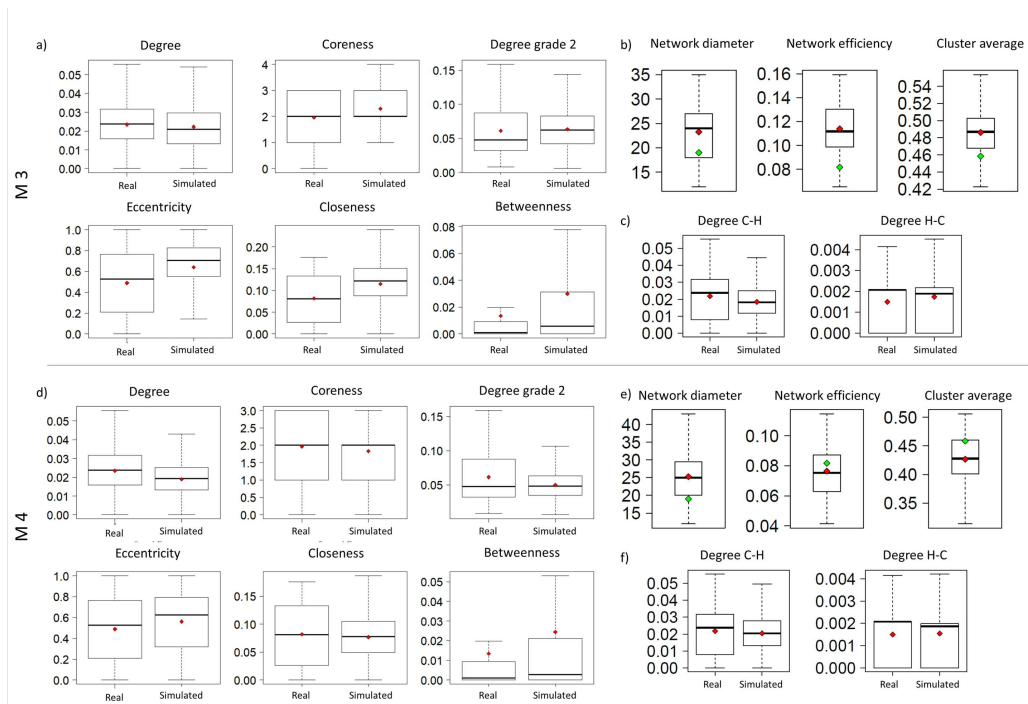 a) Degree Coreness Degree grade 2
0.05 0.04 0.03 0.02 0.01 0.00
Real Simulated
4 3 2 1 0
Real Simulated
0.15 0.10 0.05 0.00
Real Simulated
M 3
Eccentricity Closeness Betweenness
1.0 0.8 0.6 0.4 0.2 0.0
Real Simulated
0.20 0.15 0.10 0.05 0.00
Real Simulated
0.08 0.06 0.04 0.02 0.00
Real Simulated
b) Network diameter Network efficiency Cluster average
35 30 25 20 15
0.16 0.14 0.12 0.10 0.08
0.54 0.52 0.50 0.48 0.46 0.44 0.42
c) Degree C-H Degree H-C
0.05 0.04 0.03 0.02 0.01 0.00
Real Simulated
0.004 0.003 0.002 0.001 0.000
Real Simulated
d) Degree Coreness Degree grade 2
0.05 0.04 0.03 0.02 0.01 0.00
Real Simulated
3.0 2.5 2.0 1.5 1.0 0.5 0.0
Real Simulated
0.15 0.10 0.05
Real Simulated
M 4
Eccentricity Closeness Betweenness
1.0 0.8 0.6 0.4 0.2 0.0
Real Simulated
0.15 0.10 0.05 0.00
Real Simulated
0.05 0.04 0.03 0.02 0.01 0.00
Real Simulated
e) Network diameter Network efficiency Cluster average
40 35 30 25 20 15
0.10 0.08 0.06 0.04
0.50 0.45 0.40 0.35
f) Degree C-H Degree H-C
0.05 0.04 0.03 0.02 0.01 0.00
Real Simulated
0.004 0.003 0.002 0.001 0.000
Real Simulated